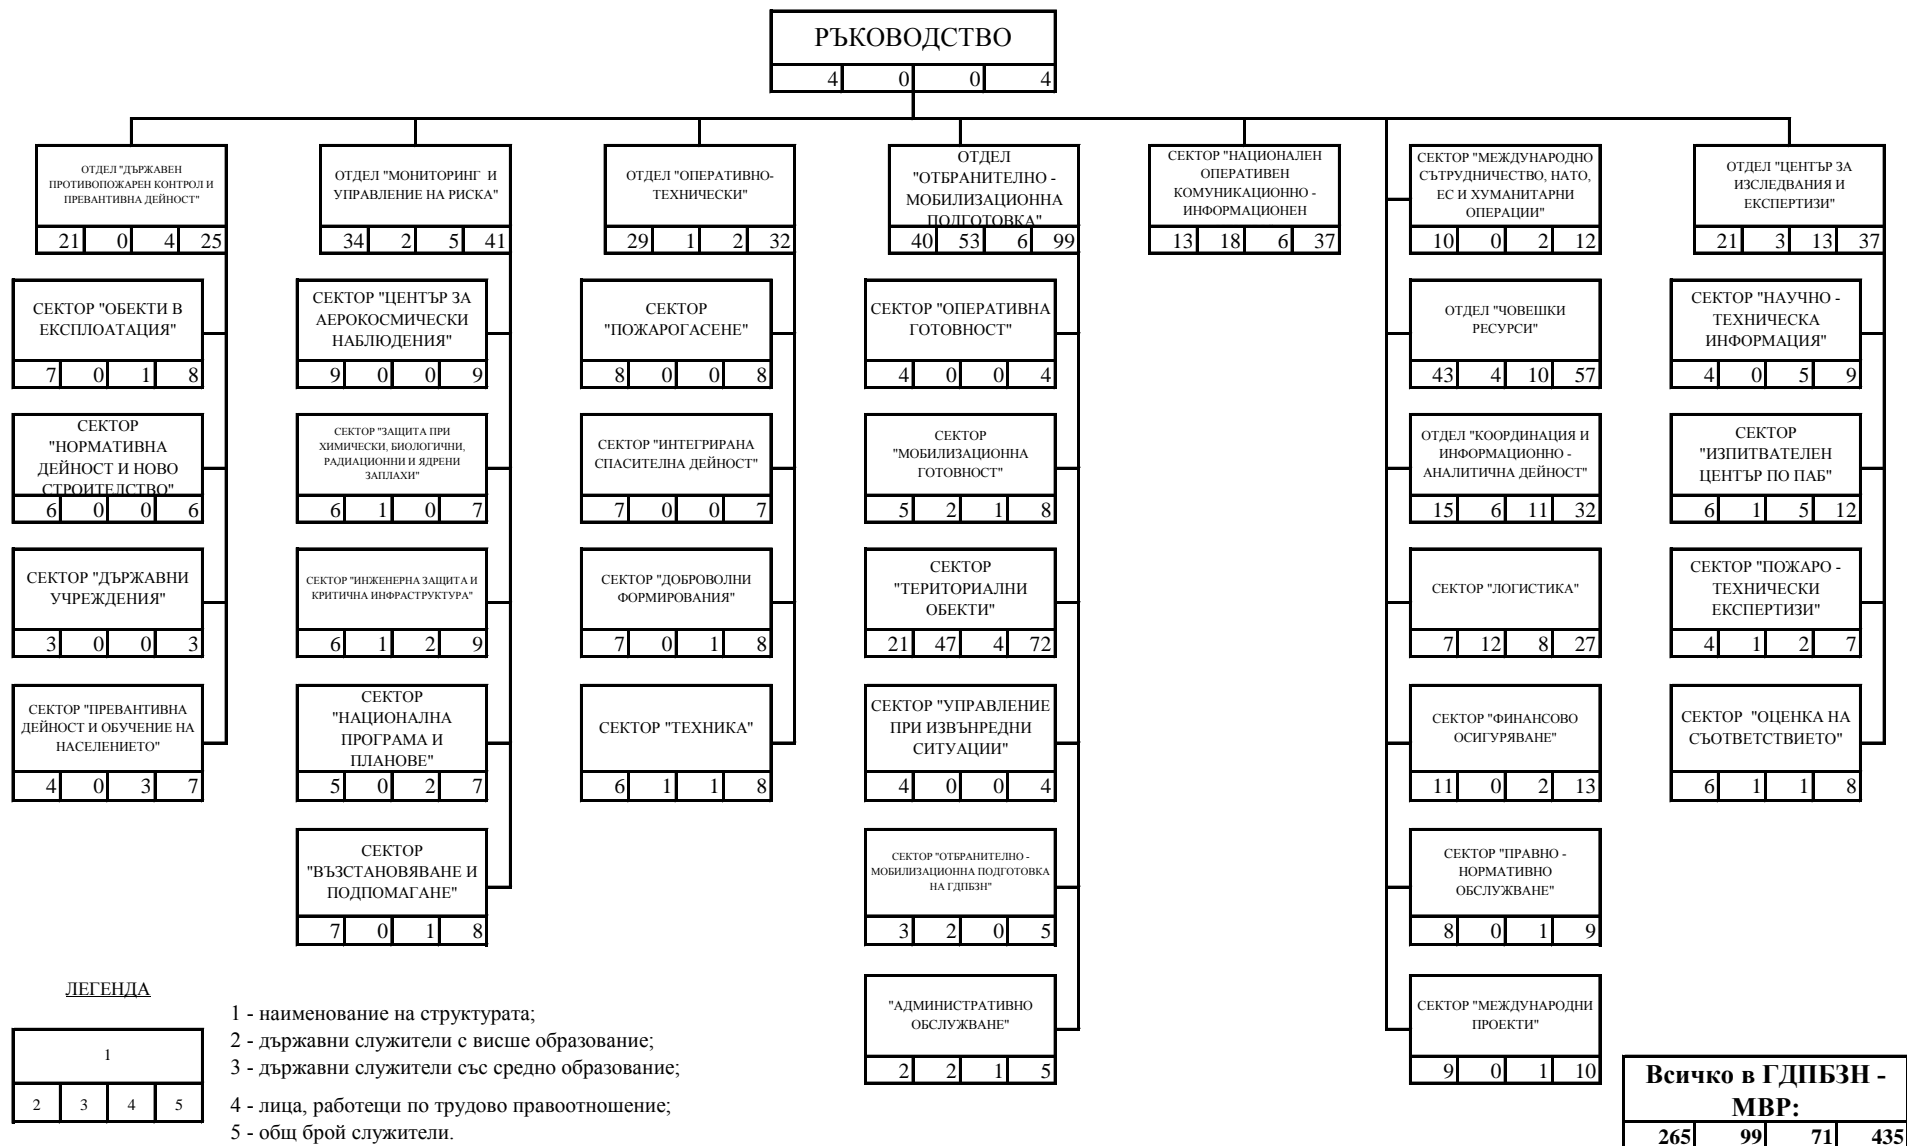 РЪКОВОДСТВО
4 0 0 4
ОТДЕЛ "ДЪРЖАВЕН
ПРОТИВОПОЖАРЕН КОНТРОЛ И
ПРЕВАНТИВНА ДЕЙНОСТ"
21 0 4 25
СЕКТОР "ОБЕКТИ В
ЕКСПЛОАТАЦИЯ"
7 0 1 8
СЕКТОР
"НОРМАТИВНА
ДЕЙНОСТ И НОВО
СТРОИТЕЛСТВО"
6 0 0 6
СЕКТОР "ДЪРЖАВНИ
УЧРЕЖДЕНИЯ"
3 0 0 3
СЕКТОР "ПРЕВАНТИВНА
ДЕЙНОСТ И ОБУЧЕНИЕ НА
НАСЕЛЕНИЕТО"
4 0 3 7
ОТДЕЛ "МОНИТОРИНГ И
УПРАВЛЕНИЕ НА РИСКА"
34 2 5 41
СЕКТОР "ЦЕНТЪР ЗА
АЕРОКОСМИЧЕСКИ
НАБЛЮДЕНИЯ"
9 0 0 9
СЕКТОР "ЗАЩИТА ПРИ
ХИМИЧЕСКИ, БИОЛОГИЧНИ,
РАДИАЦИОННИ И ЯДРЕНИ
ЗАПЛАХИ"
6 1 0 7
СЕКТОР "ИНЖЕНЕРНА ЗАЩИТА И
КРИТИЧНА ИНФРАСТРУКТУРА"
6 1 2 9
СЕКТОР
"НАЦИОНАЛНА
ПРОГРАМА И
ПЛАНОВЕ"
5 0 2 7
СЕКТОР
"ВЪЗСТАНОВЯВАНЕ И
ПОДПОМАГАНЕ"
7 0 1 8
ОТДЕЛ "ОПЕРАТИВНО-
ТЕХНИЧЕСКИ"
29 1 2 32
СЕКТОР
"ПОЖАРОГАСЕНЕ"
8 0 0 8
СЕКТОР "ИНТЕГРИРАНА
СПАСИТЕЛНА ДЕЙНОСТ"
7 0 0 7
СЕКТОР "ДОБРОВОЛНИ
ФОРМИРОВАНИЯ"
7 0 1 8
СЕКТОР "ТЕХНИКА"
6 1 1 8
ОТДЕЛ
"ОТБРАНИТЕЛНО -
МОБИЛИЗАЦИОННА
ПОДГОТОВКА"
40 53 6 99
СЕКТОР "ОПЕРАТИВНА
ГОТОВНОСТ"
4 0 0 4
СЕКТОР
"МОБИЛИЗАЦИОННА
ГОТОВНОСТ"
5 2 1 8
СЕКТОР
"ТЕРИТОРИАЛНИ
ОБЕКТИ"
21 47 4 72
СЕКТОР "УПРАВЛЕНИЕ
ПРИ ИЗВЪНРЕДНИ
СИТУАЦИИ"
4 0 0 4
СЕКТОР "ОТБРАНИТЕЛНО -
МОБИЛИЗАЦИОННА ПОДГОТОВКА
НА ГДПБЗН"
3 2 0 5
"АДМИНИСТРАТИВНО
ОБСЛУЖВАНЕ"
2 2 1 5
СЕКТОР "НАЦИОНАЛЕН
ОПЕРАТИВЕН
КОМУНИКАЦИОННО -
ИНФОРМАЦИОНЕН
13 18 6 37
СЕКТОР "МЕЖДУНАРОДНО
СЪТРУДНИЧЕСТВО, НАТО,
ЕС И ХУМАНИТАРНИ
ОПЕРАЦИИ"
10 0 2 12
ОТДЕЛ "ЧОВЕШКИ
РЕСУРСИ"
43 4 10 57
ОТДЕЛ "КООРДИНАЦИЯ И
ИНФОРМАЦИОННО -
АНАЛИТИЧНА ДЕЙНОСТ"
15 6 11 32
СЕКТОР "ЛОГИСТИКА"
7 12 8 27
СЕКТОР "ФИНАНСОВО
ОСИГУРЯВАНЕ"
11 0 2 13
СЕКТОР "ПРАВНО -
НОРМАТИВНО
ОБСЛУЖВАНЕ"
8 0 1 9
СЕКТОР "МЕЖДУНАРОДНИ
ПРОЕКТИ"
9 0 1 10
ОТДЕЛ "ЦЕНТЪР ЗА
ИЗСЛЕДВАНИЯ И
ЕКСПЕРТИЗИ"
21 3 13 37
СЕКТОР "НАУЧНО -
ТЕХНИЧЕСКА
ИНФОРМАЦИЯ"
4 0 5 9
СЕКТОР
"ИЗПИТВАТЕЛЕН
ЦЕНТЪР ПО ПАБ"
6 1 5 12
СЕКТОР "ПОЖАРО -
ТЕХНИЧЕСКИ
ЕКСПЕРТИЗИ"
4 1 2 7
СЕКТОР "ОЦЕНКА НА
СЪОТВЕТСТВИЕТО"
6 1 1 8
ЛЕГЕНДА
1
2 3 4 5
1 - наименование на структурата;
2 - държавни служители с висше образование;
3 - държавни служители със средно образование;
4 - лица, работещи по трудово правоотношение;
5 - общ брой служители.
Всичко в ГДПБЗН -
МВР:
265 99 71 435